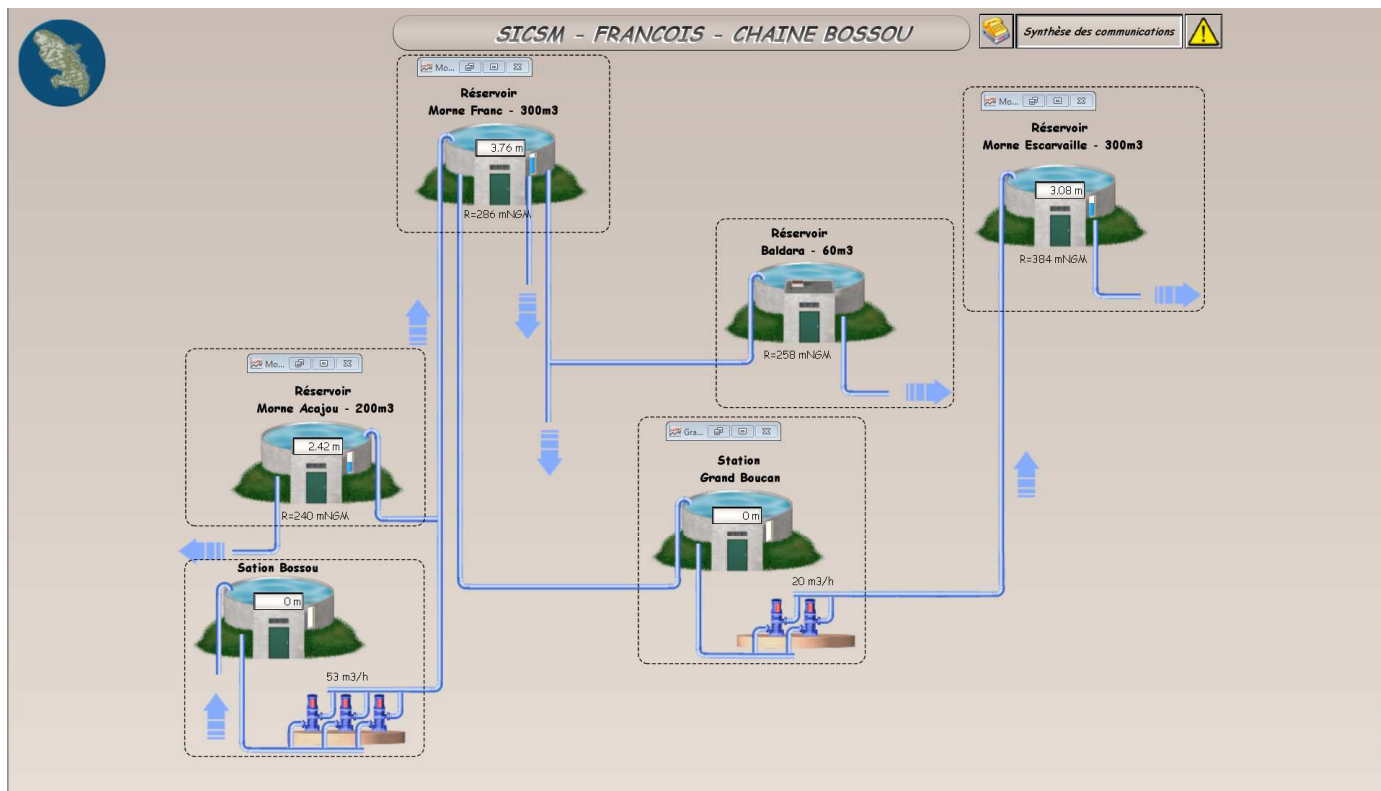 SICSM - FRANCOIS - CHAINE BOSSOU
Synthèse des communications
Mo...
Réservoir
Morne Franc - 300m3
3.76 m
R=286 mNGM
Mo...
Réservoir
Morne Escarvaille - 300m3
3.08 m
R=384 mNGM
Réservoir
Baldara - 60m3
R=258 mNGM
Mo...
Réservoir
Morne Acajou - 200m3
2.42 m
R=240 mNGM
Gra...
Station
Grand Boucan
0 m
20 m3/h
Sation Bossou
0 m
53 m3/h